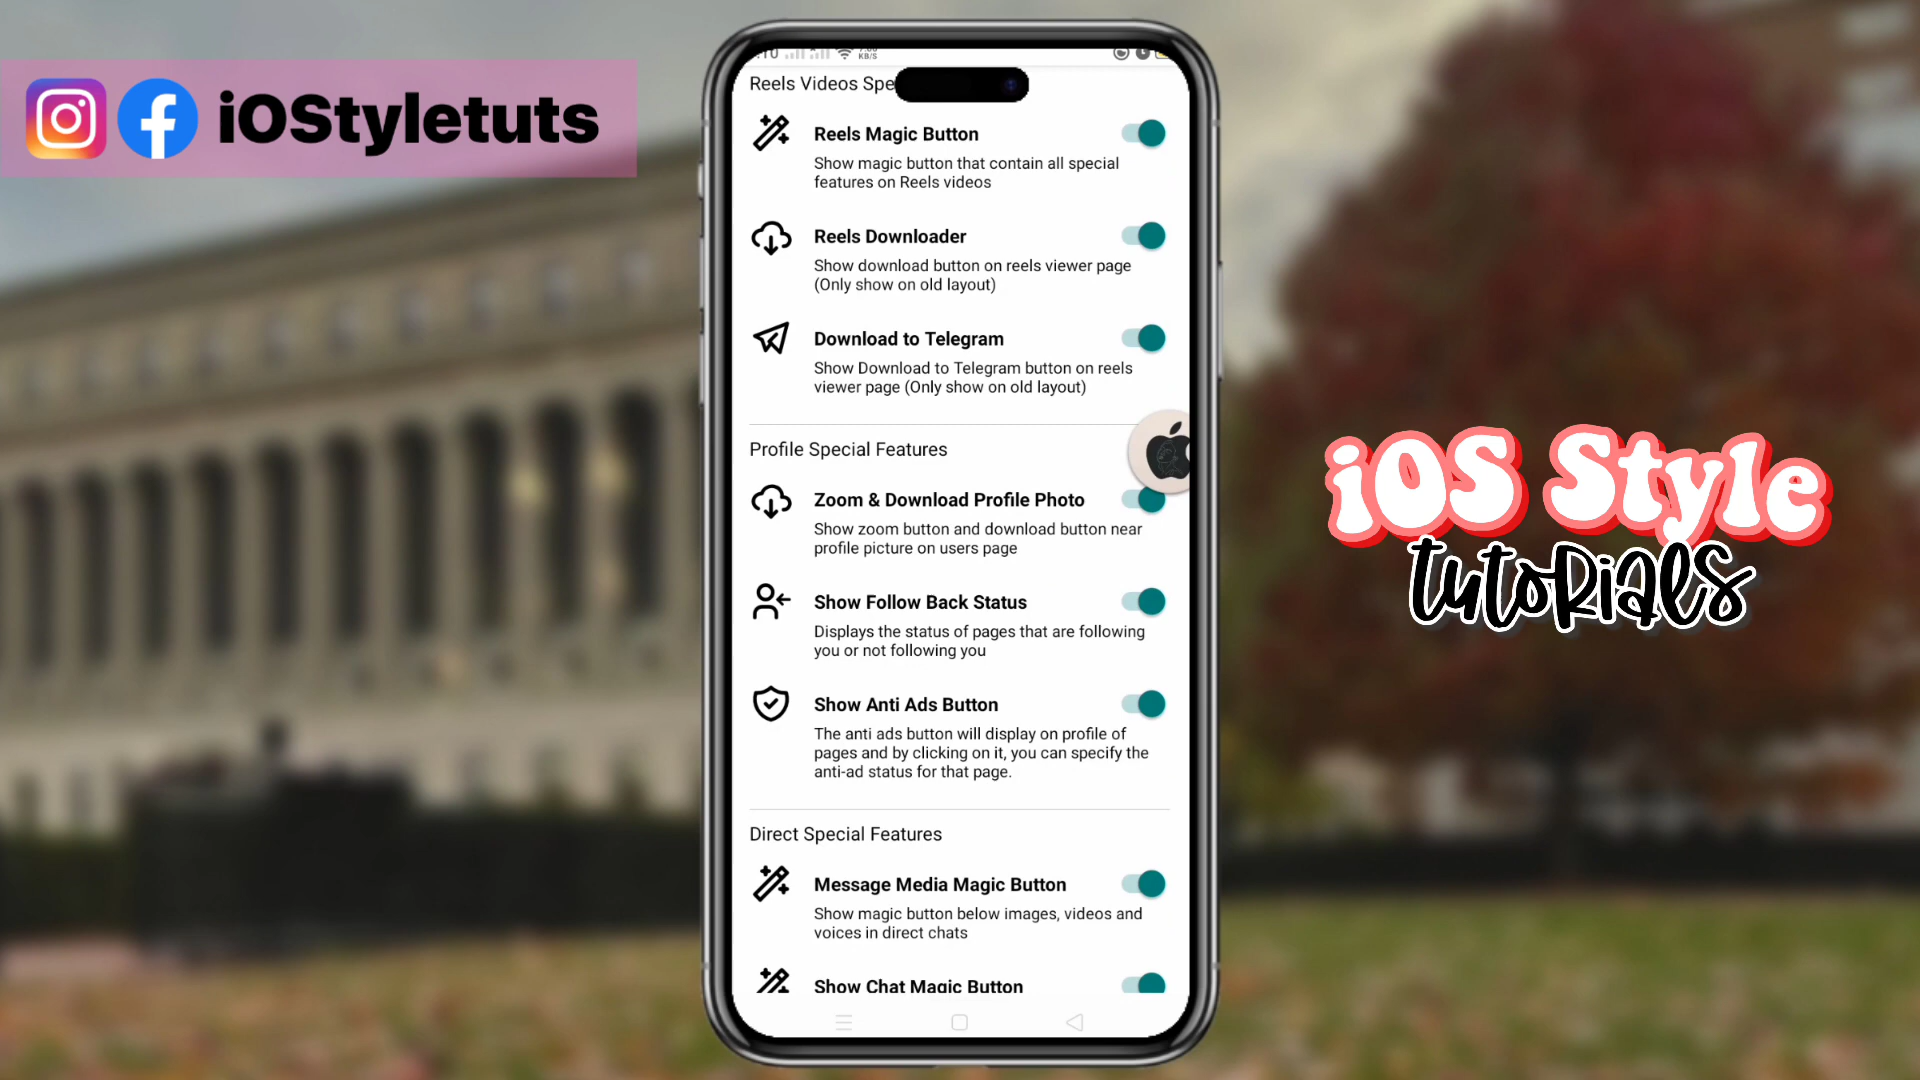 iOStyletuts
KB/S
Reels Videos Spe
Reels Magic Button
Show magic button that contain all special
features on Reels videos
Reels Downloader
Show download button on reels viewer page
(Only show on old layout)
Download to Telegram
Show Download to Telegram button on reels
viewer page (Only show on old layout)
Profile Special Features
Zoom & Download Profile Photo
Show zoom button and download button near
profile picture on users page
Show Follow Back Status
Displays the status of pages that are following
you or not following you
Show Anti Ads Button
The anti ads button will display on profile of
pages and by clicking on it, you can specify the
anti-ad status for that page.
Direct Special Features
Message Media Magic Button
Show magic button below images, videos and
voices in direct chats
Show Chat Magic Button
iOS Style
tutoRials